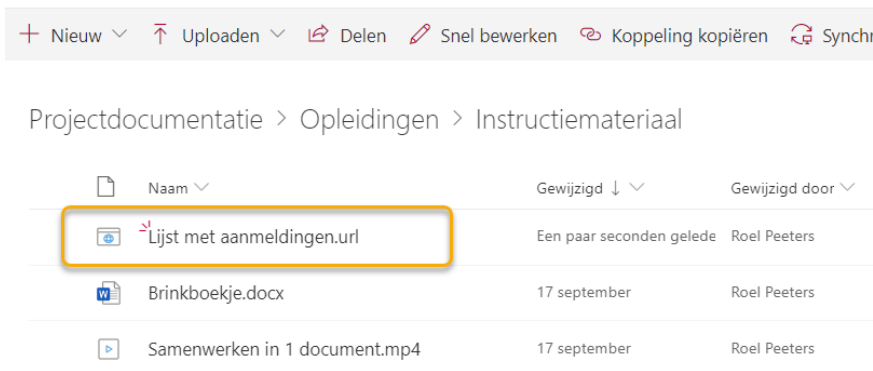 Nieuw Uploaden Delen Snel bewerken Koppeling kopiëren
Projectdocumentatie > Opleidingen > Instructiemateriaal
Naam Gewijzigd ↓ Gewijzigd door
Lijst met aanmeldingen.url Een paar seconden gelede Roel Peeters
Brinkboekje.docx 17 september Roel Peeters
Samenwerken in 1 document.mp4 17 september Roel Peeters